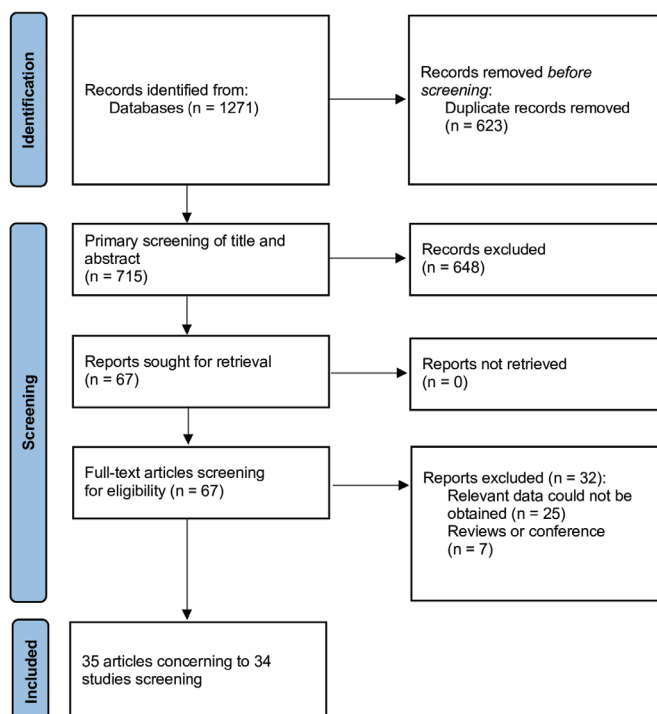 Identification
Records identified from:
Databases (n = 1271)
Records removed before
screening:
Duplicate records removed
(n = 623)
Screening
Primary screening of title and
abstract
(n = 715)
Records excluded
(n = 648)
Reports sought for retrieval
(n = 67)
Reports not retrieved
(n = 0)
Full-text articles screening
for eligibility (n = 67)
Reports excluded (n = 32):
Relevant data could not be
obtained (n = 25)
Reviews or conference
(n = 7)
Included
35 articles concerning to 34
studies screening